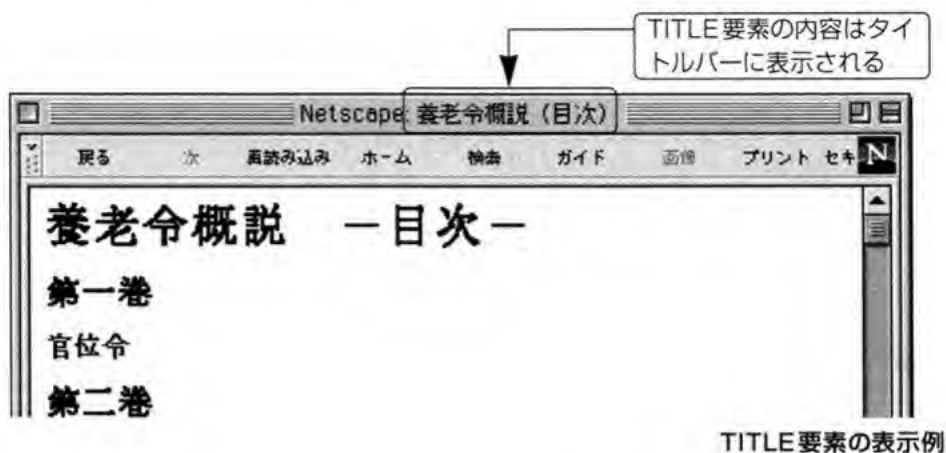 TITLE要素の内容はタイ
トルバーに表示される
Netscape: 養老令概説（目次）
戻る 次 再読み込み ホーム 検索 ガイド 画像 プリント セキ N
養老令概説　－目次－
第一巻
官位令
第二巻
TITLE要素の表示例